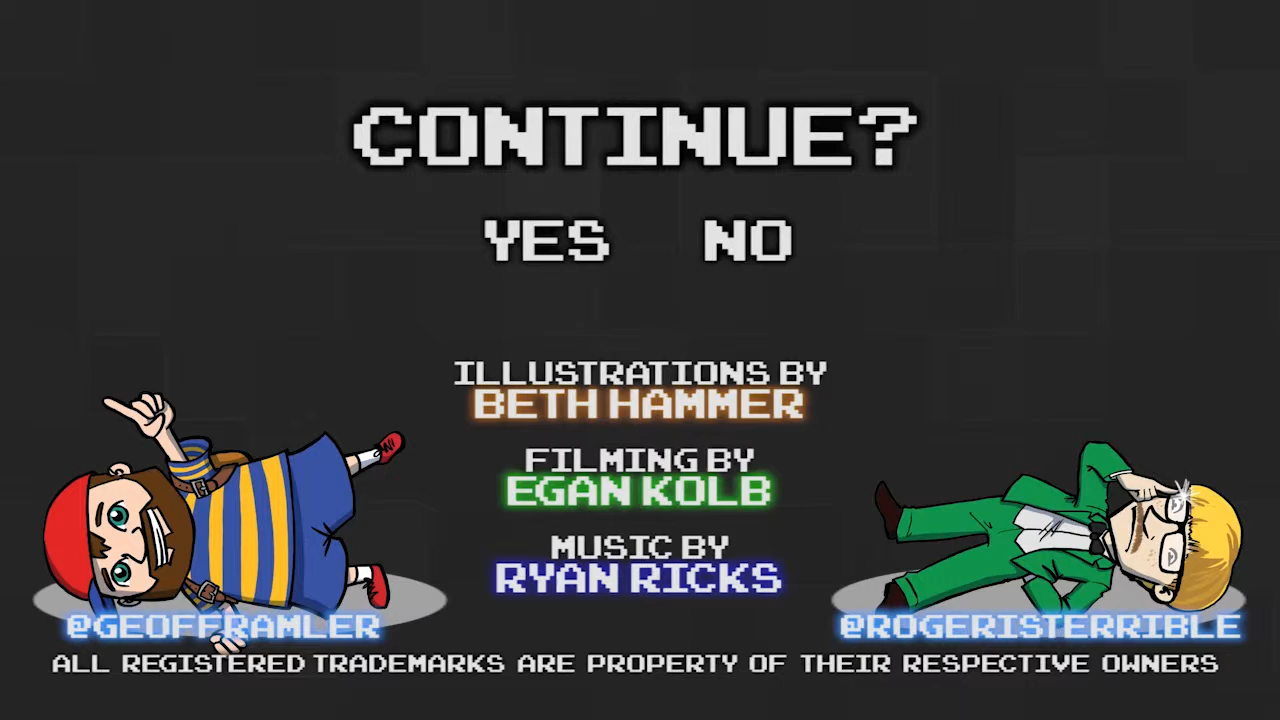 CONTINUE?
YES NO
ILLUSTRATIONS BY
BETH HAMMER
FILMING BY
EGAN KOLB
MUSIC BY
RYAN RICKS
@GEOFFRAMLER @ROGERISTERRIBLE
ALL REGISTERED TRADEMARKS ARE PROPERTY OF THEIR RESPECTIVE OWNERS